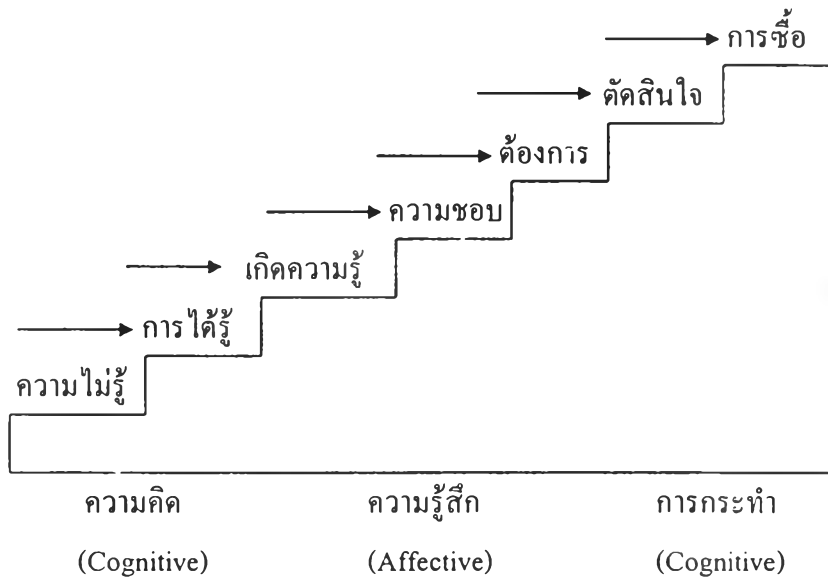 การซื้อ
ตัดสินใจ
ต้องการ
ความชอบ
เกิดความรู้
การได้รู้
ความไม่รู้
ความคิด ความรู้สึก การกระทำ
(Cognitive) (Affective) (Cognitive)